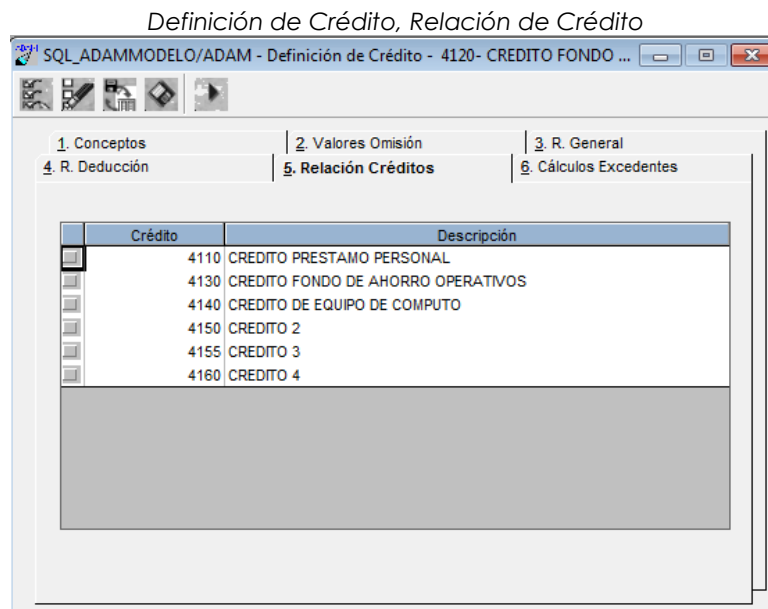 Definición de Crédito, Relación de Crédito
SQL_ADAMMODELO/ADAM - Definición de Crédito - 4120- CREDITO FONDO ...
1. Conceptos 2. Valores Omisión 3. R. General
4. R. Deducción 5. Relación Créditos 6. Cálculos Excedentes
Crédito Descripción
4110 CREDITO PRESTAMO PERSONAL
4130 CREDITO FONDO DE AHORRO OPERATIVOS
4140 CREDITO DE EQUIPO DE COMPUTO
4150 CREDITO 2
4155 CREDITO 3
4160 CREDITO 4